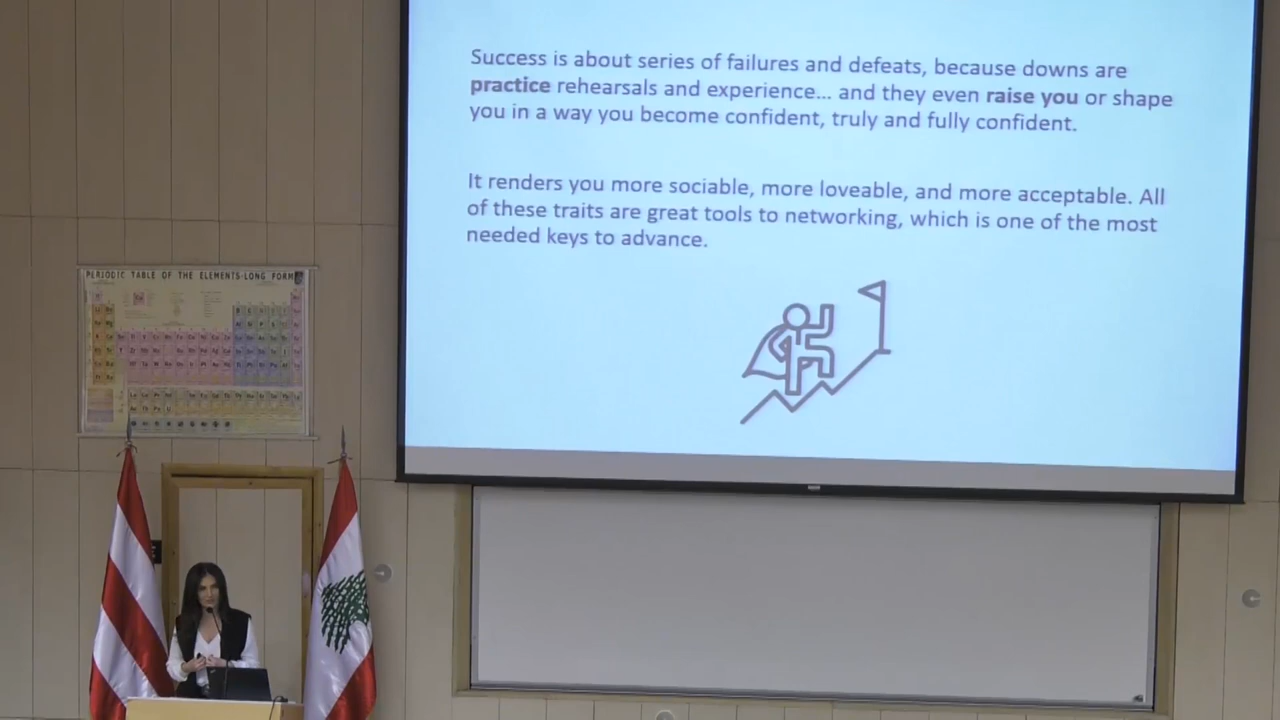 Success is about series of failures and defeats, because downs are
practice rehearsals and experience... and they even raise you or shape
you in a way you become confident, truly and fully confident.
It renders you more sociable, more loveable, and more acceptable. All
of these traits are great tools to networking, which is one of the most
needed keys to advance.
PERIODIC TABLE OF THE ELEMENTS-LONG FORM